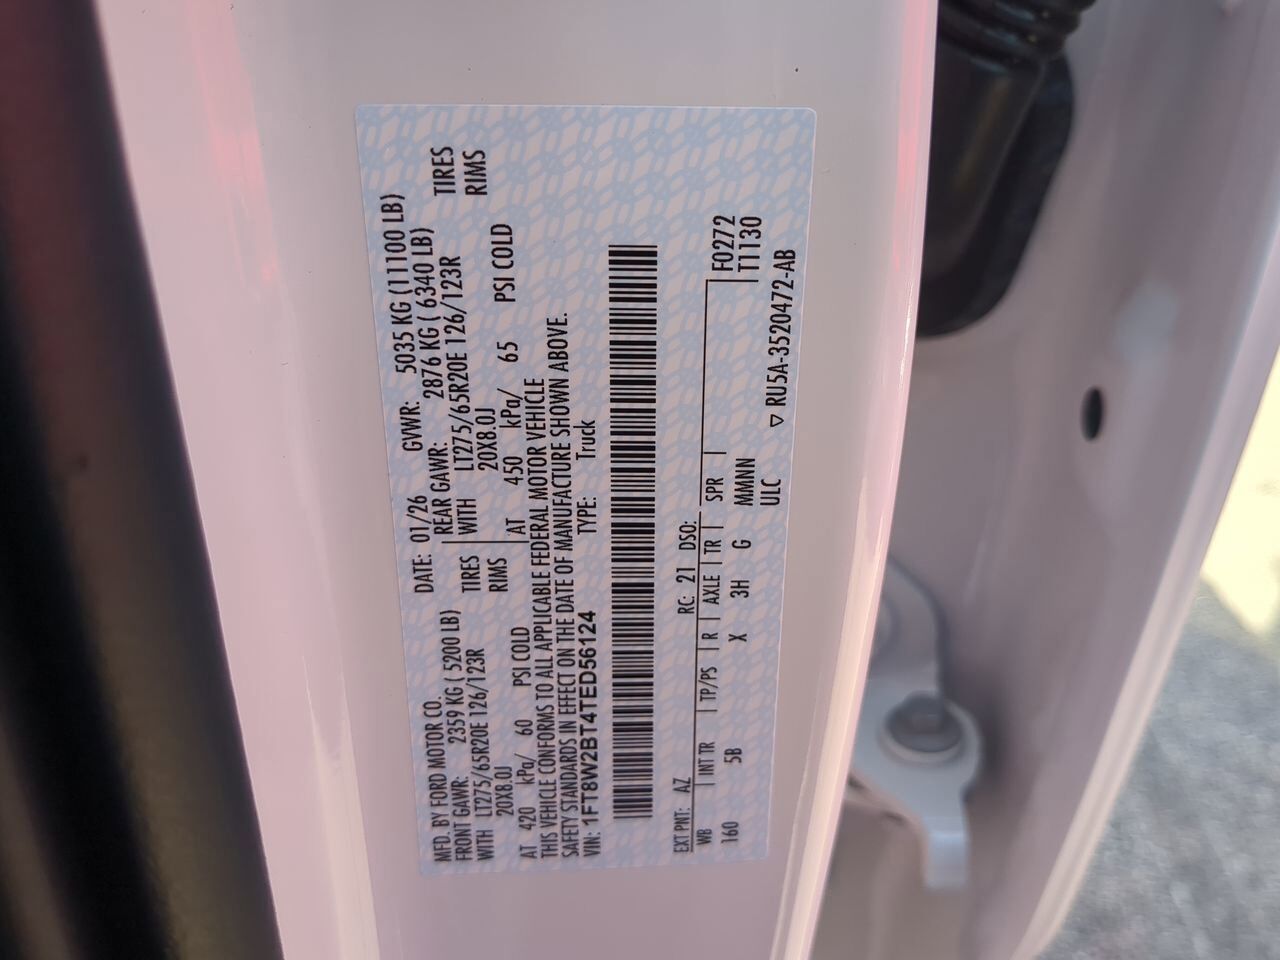 MFD. BY FORD MOTOR CO.
DATE: 01/26 GVWR: 5035 KG (11100 LB)
FRONT GAWR: 2359 KG ( 5200 LB) REAR GAWR: 2876 KG ( 6340 LB)
WITH LT275/65R20E 126/123R TIRES WITH LT275/65R20E 126/123R TIRES
20X8.0J RIMS 20X8.0J RIMS
AT 420 kPa/ 60 PSI COLD AT 450 kPa/ 65 PSI COLD
THIS VEHICLE CONFORMS TO ALL APPLICABLE FEDERAL MOTOR VEHICLE
SAFETY STANDARDS IN EFFECT ON THE DATE OF MANUFACTURE SHOWN ABOVE.
VIN: 1FT8W2BT4TED56124 TYPE: Truck
EXT PNT: AZ RC: 21 DSO:
WB INT TR TP/PS R AXLE TR SPR F0272
160 5B X 3H G MMNN T1130
ULC ▽ RU5A-3520472-AB